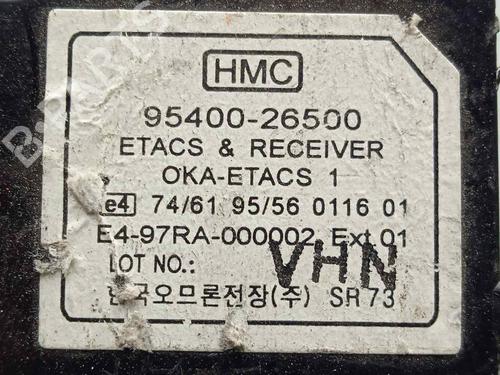 HMC
95400-26500
ETACS & RECEIVER
OKA-ETACS 1
e4 74/61 95/56 0116 01
E4-97RA-000002 Ext 01
LOT NO.: VHN
한국오므론전장(주) SR73
B-PARTS